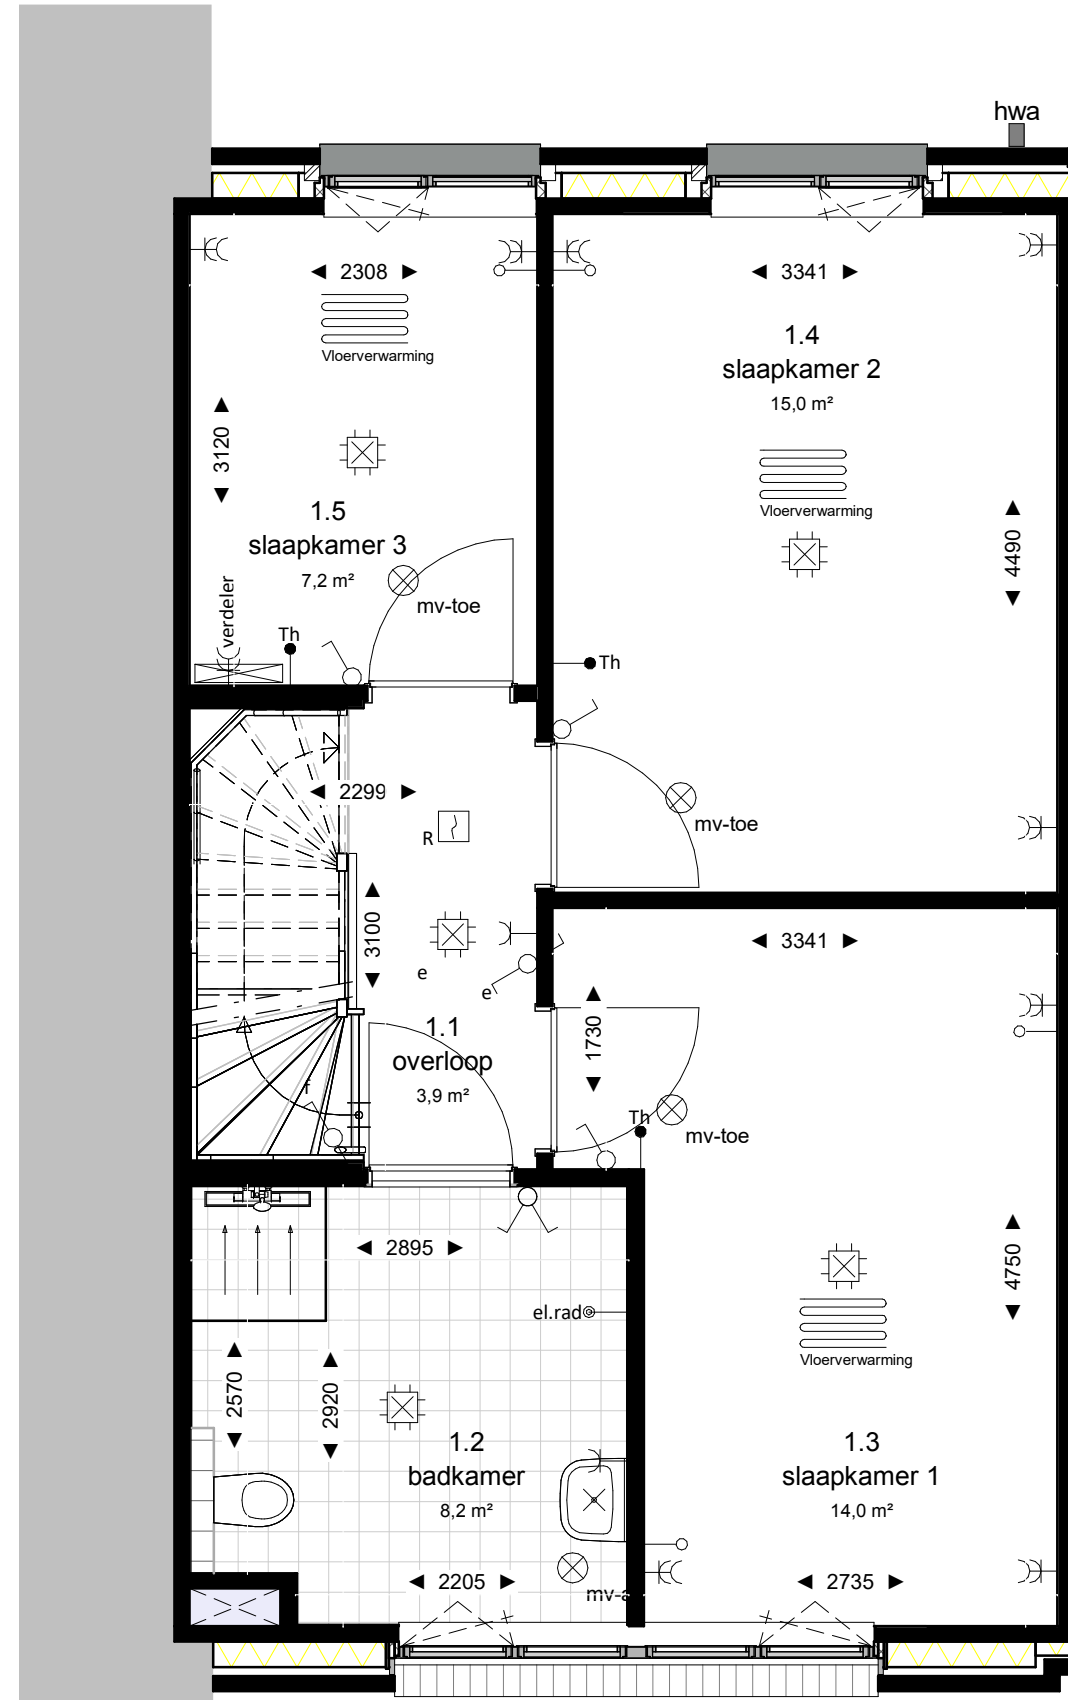 hwa
2308
3341
Vloerverwarming
1.4
slaapkamer 2
15,0 m²
3120
Vloerverwarming
4490
1.5
slaapkamer 3
7,2 m²
mv-toe
verdeler
Th
Th
2299
R
mv-toe
3100
3341
e
e
1.1
overloop
3,9 m²
1730
f
Th
mv-toe
2895
4750
el.rad
Vloerverwarming
2570
2920
1.2
badkamer
8,2 m²
1.3
slaapkamer 1
14,0 m²
2205
mv-a
2735